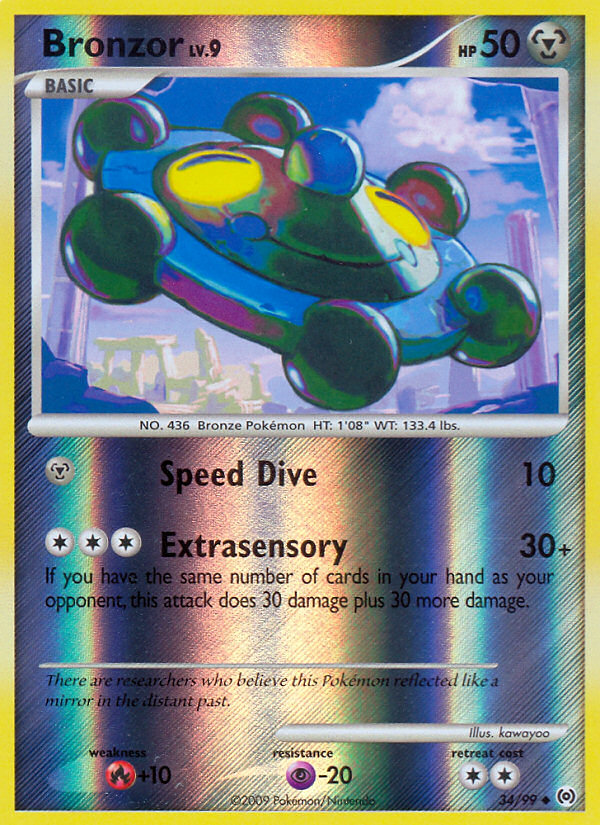 Bronzor LV.9 HP 50
BASIC
NO. 436 Bronze Pokémon HT: 1'08" WT: 133.4 lbs.
Speed Dive 10
Extrasensory 30+
If you have the same number of cards in your hand as your
opponent, this attack does 30 damage plus 30 more damage.
There are researchers who believe this Pokémon reflected like a
mirror in the distant past.
Illus. kawayoo
weakness resistance retreat cost
+10 -20
©2009 Pokémon/Nintendo 34/99